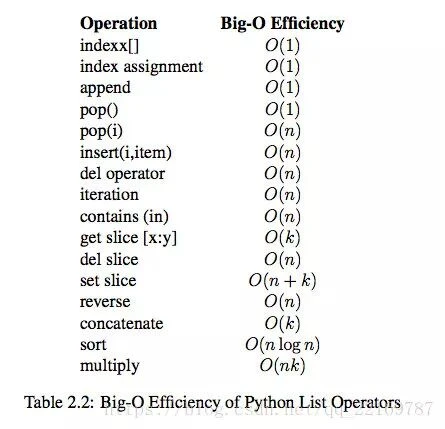 Operation Big-O Efficiency
indexx[] O(1)
index assignment O(1)
append O(1)
pop() O(1)
pop(i) O(n)
insert(i,item) O(n)
del operator O(n)
iteration O(n)
contains (in) O(n)
get slice [x:y] O(k)
del slice O(n)
set slice O(n + k)
reverse O(n)
concatenate O(k)
sort O(n log n)
multiply O(nk)
Table 2.2: Big-O Efficiency of Python List Operators